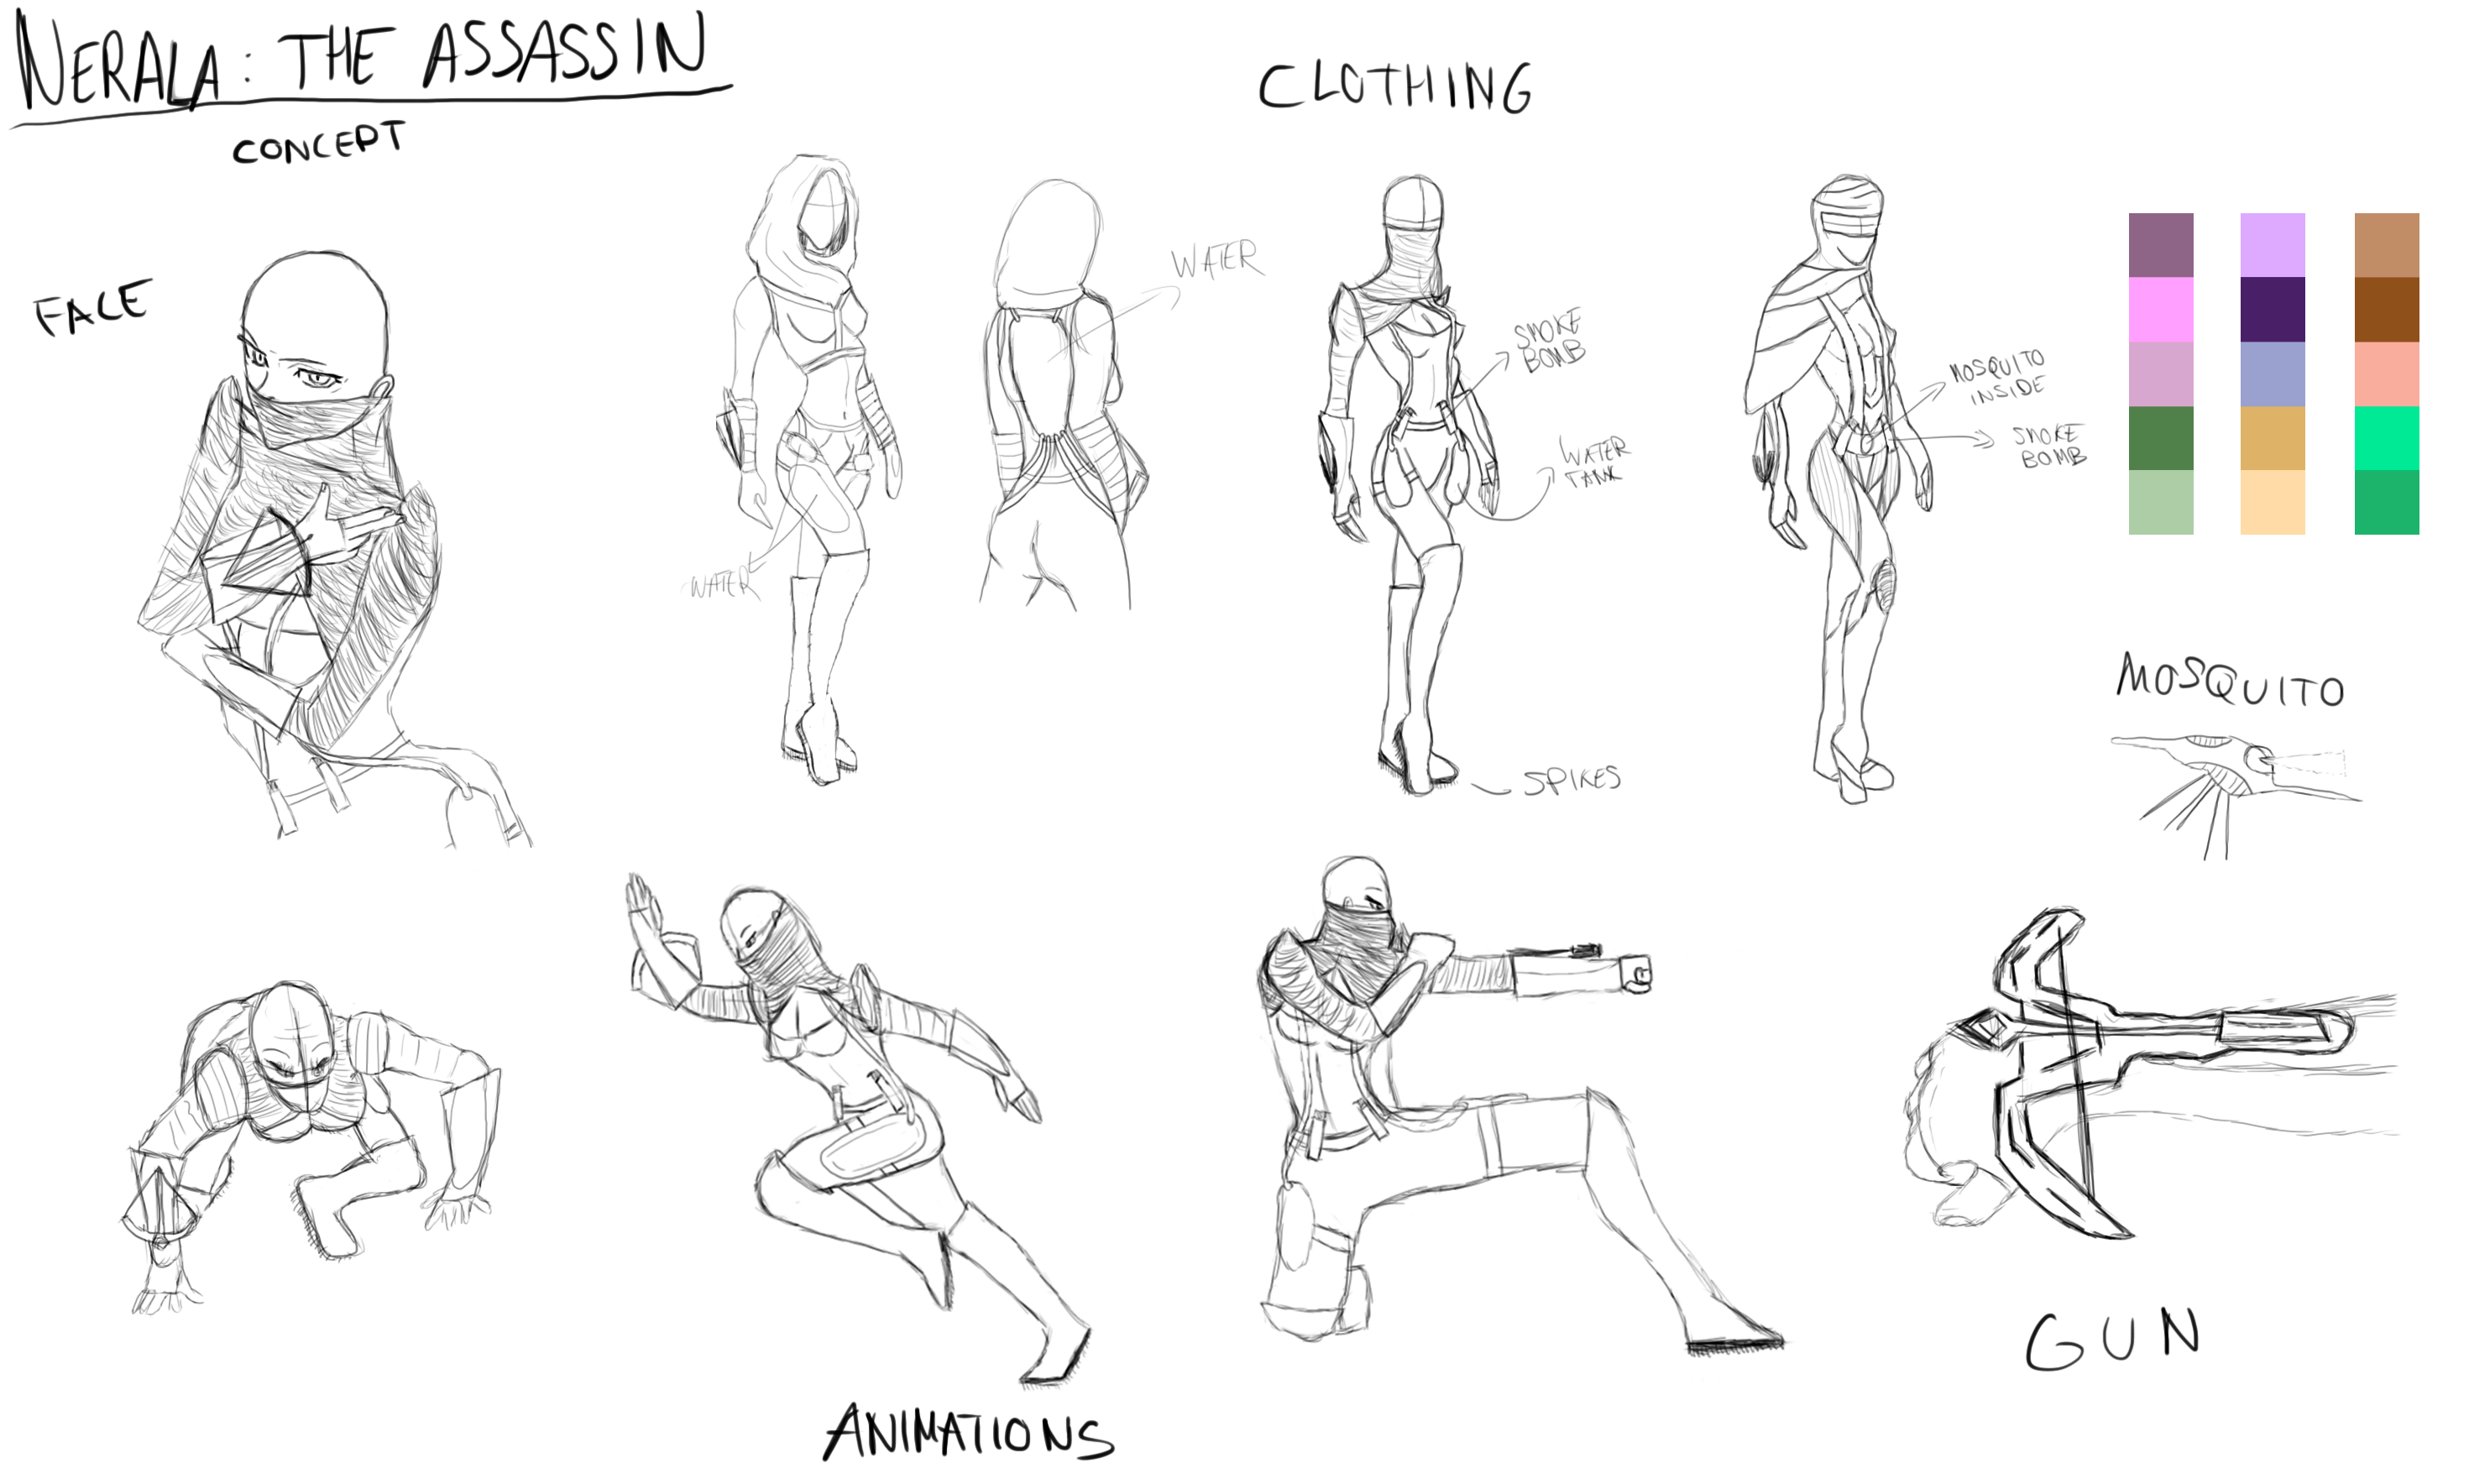 NERALA: THE ASSASSIN
CONCEPT
CLOTHING
FACE
WATER
WATER
SMOKE
BOMB
WATER
TANK
SPIKES
MOSQUITO
INSIDE
SMOKE
BOMB
MOSQUITO
GUN
ANIMATIONS